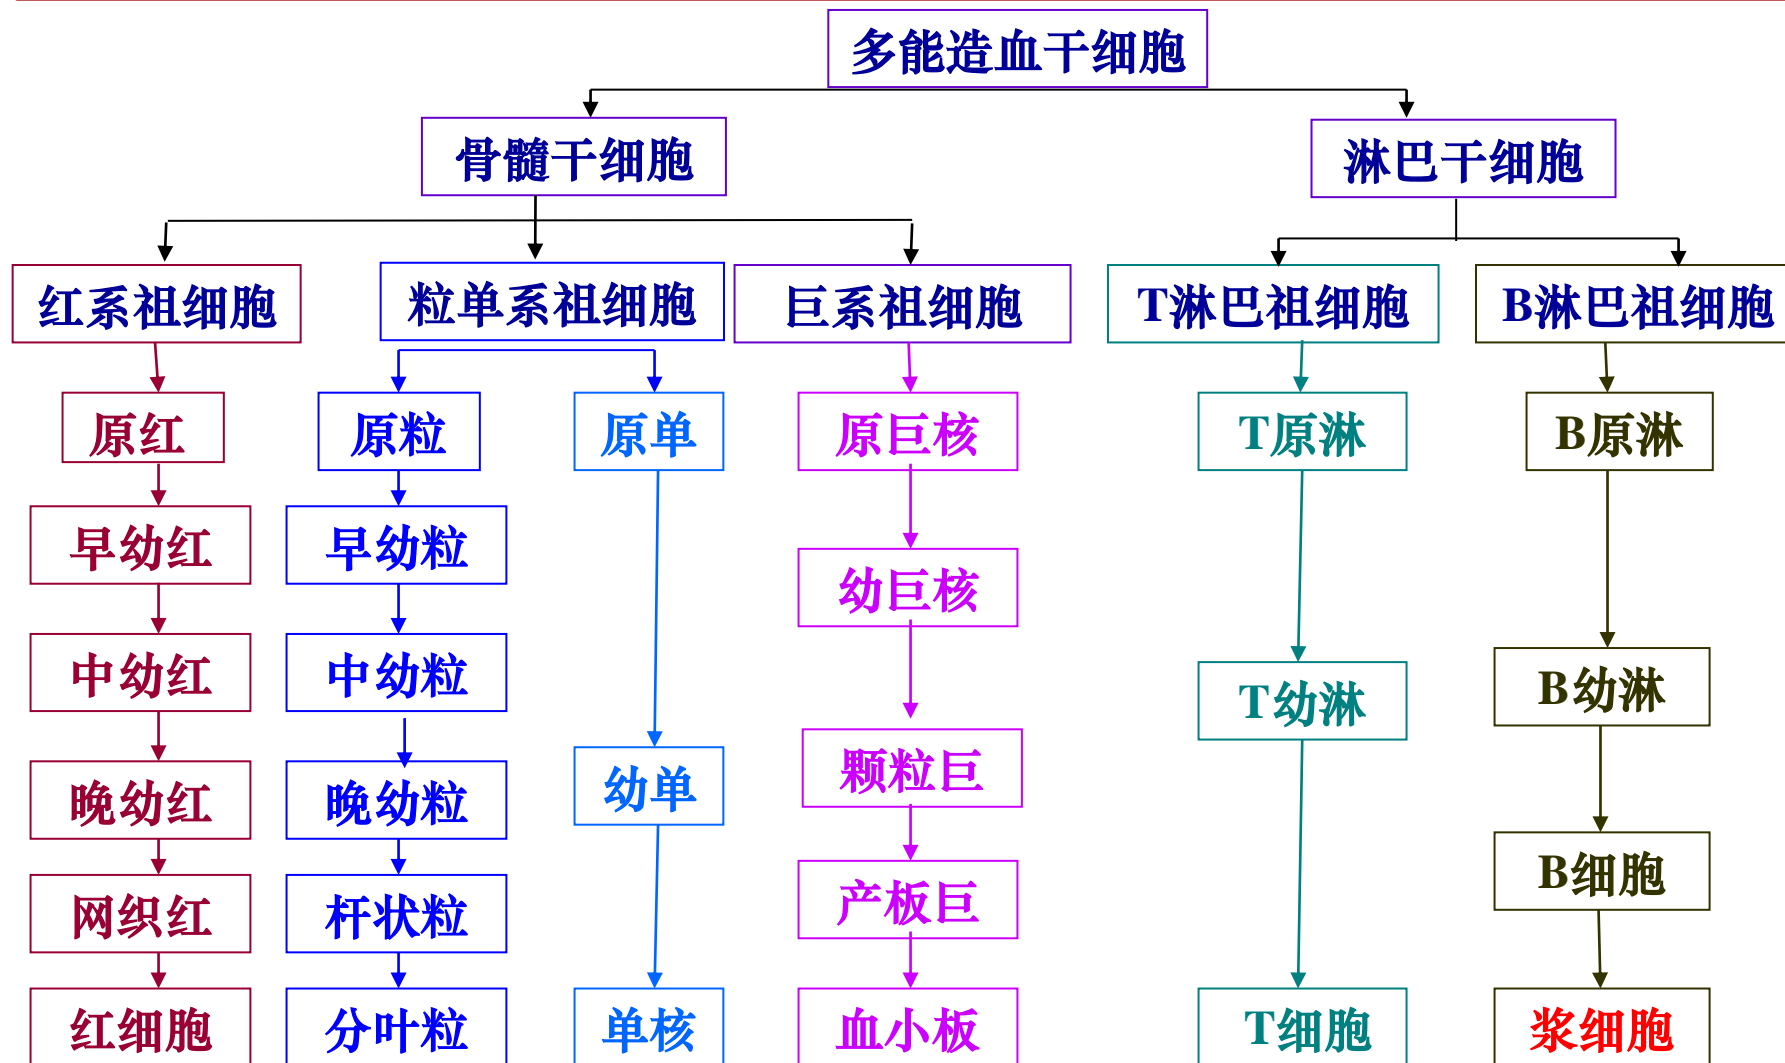 多能造血干细胞
骨髓干细胞
淋巴干细胞
红系祖细胞
粒单系祖细胞
巨系祖细胞
T淋巴祖细胞
B淋巴祖细胞
原红
原粒
原单
原巨核
T原淋
B原淋
早幼红
早幼粒
幼巨核
中幼红
中幼粒
T幼淋
B幼淋
晚幼红
晚幼粒
幼单
颗粒巨
B细胞
网织红
杆状粒
产板巨
红细胞
分叶粒
单核
血小板
T细胞
浆细胞